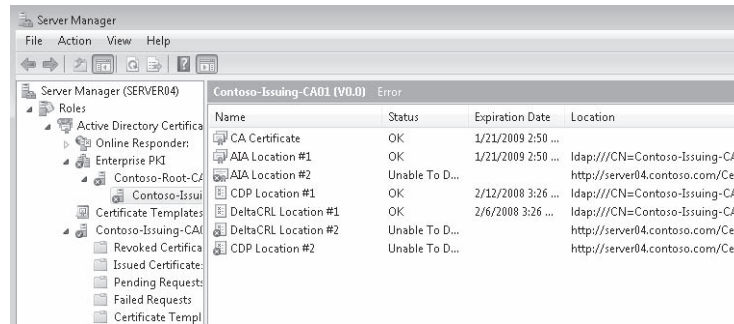 Server Manager
File Action View Help
Server Manager (SERVER04)
Roles
Active Directory Certifica
Online Responder:
Enterprise PKI
Contoso-Root-CA
Contoso-Issui
Certificate Templates
Contoso-Issuing-CA0
Revoked Certifica
Issued Certificate:
Pending Request:
Failed Requests
Certificate Templ
Contoso-Issuing-CA01 (V0.0) Error
Name Status Expiration Date Location
CA Certificate OK 1/21/2009 2:50 ...
AIA Location #1 OK 1/21/2009 2:50 ... ldap:///CN=Contoso-Issuing-CA
AIA Location #2 Unable To D... http://server04.contoso.com/Ce
CDP Location #1 OK 2/12/2008 3:26 ... ldap:///CN=Contoso-Issuing-CA
DeltaCRL Location #1 OK 2/6/2008 3:26 ... ldap:///CN=Contoso-Issuing-CA
DeltaCRL Location #2 Unable To D... http://server04.contoso.com/Ce
CDP Location #2 Unable To D... http://server04.contoso.com/Ce